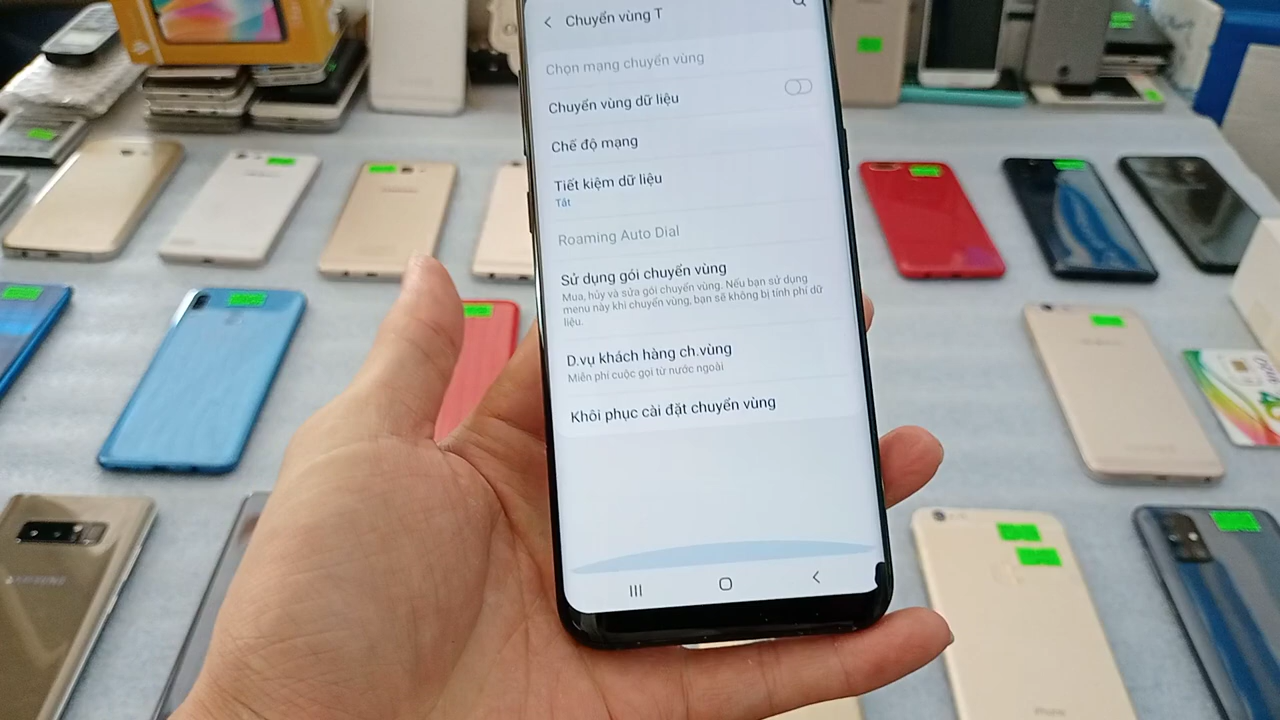 Chuyển vùng T
Chọn mạng chuyển vùng
Chuyển vùng dữ liệu
Chế độ mạng
Tiết kiệm dữ liệu
Tắt
Roaming Auto Dial
Sử dụng gói chuyển vùng
Mua, hủy và sửa gói chuyển vùng. Nếu bạn sử dụng
menu này khi chuyển vùng, bạn sẽ không bị tính phí dữ
liệu.
D.vụ khách hàng ch.vùng
Miễn phí cuộc gọi từ nước ngoài
Khôi phục cài đặt chuyển vùng
SAMSUNG
iPhone